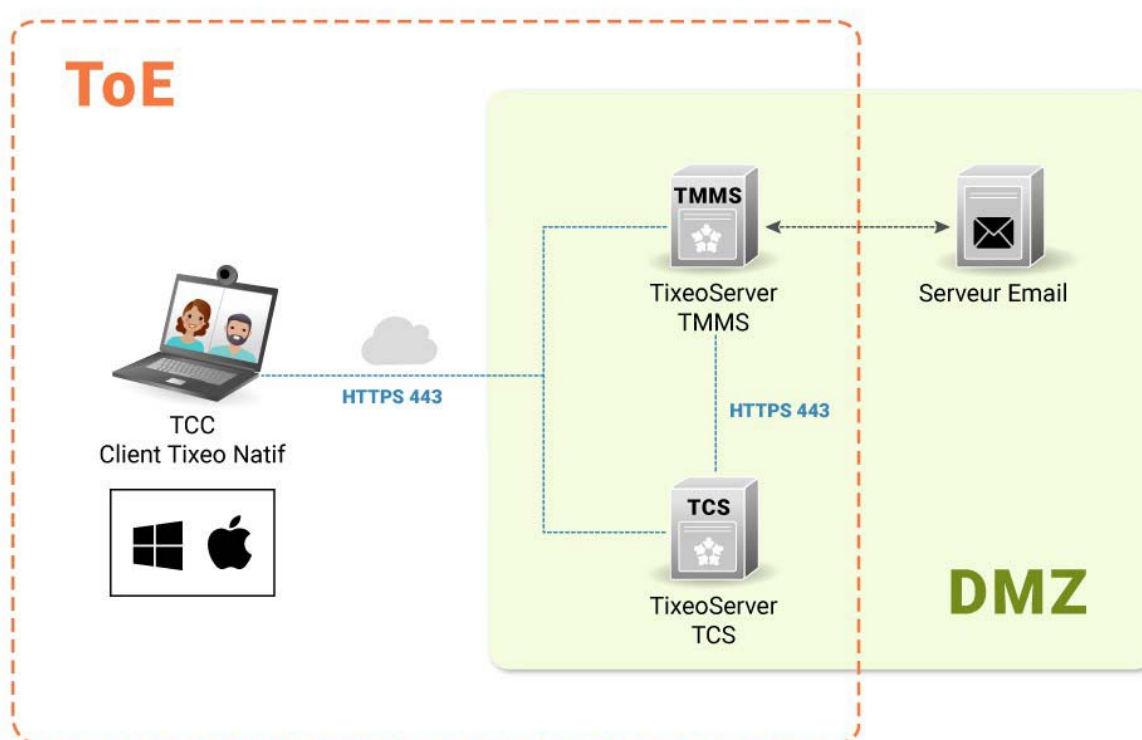 ToE
TMMS
TixeoServer
TMMS
Serveur Email
HTTPS 443
TCC
Client Tixeo Natif
HTTPS 443
TCS
TixeoServer
TCS
DMZ